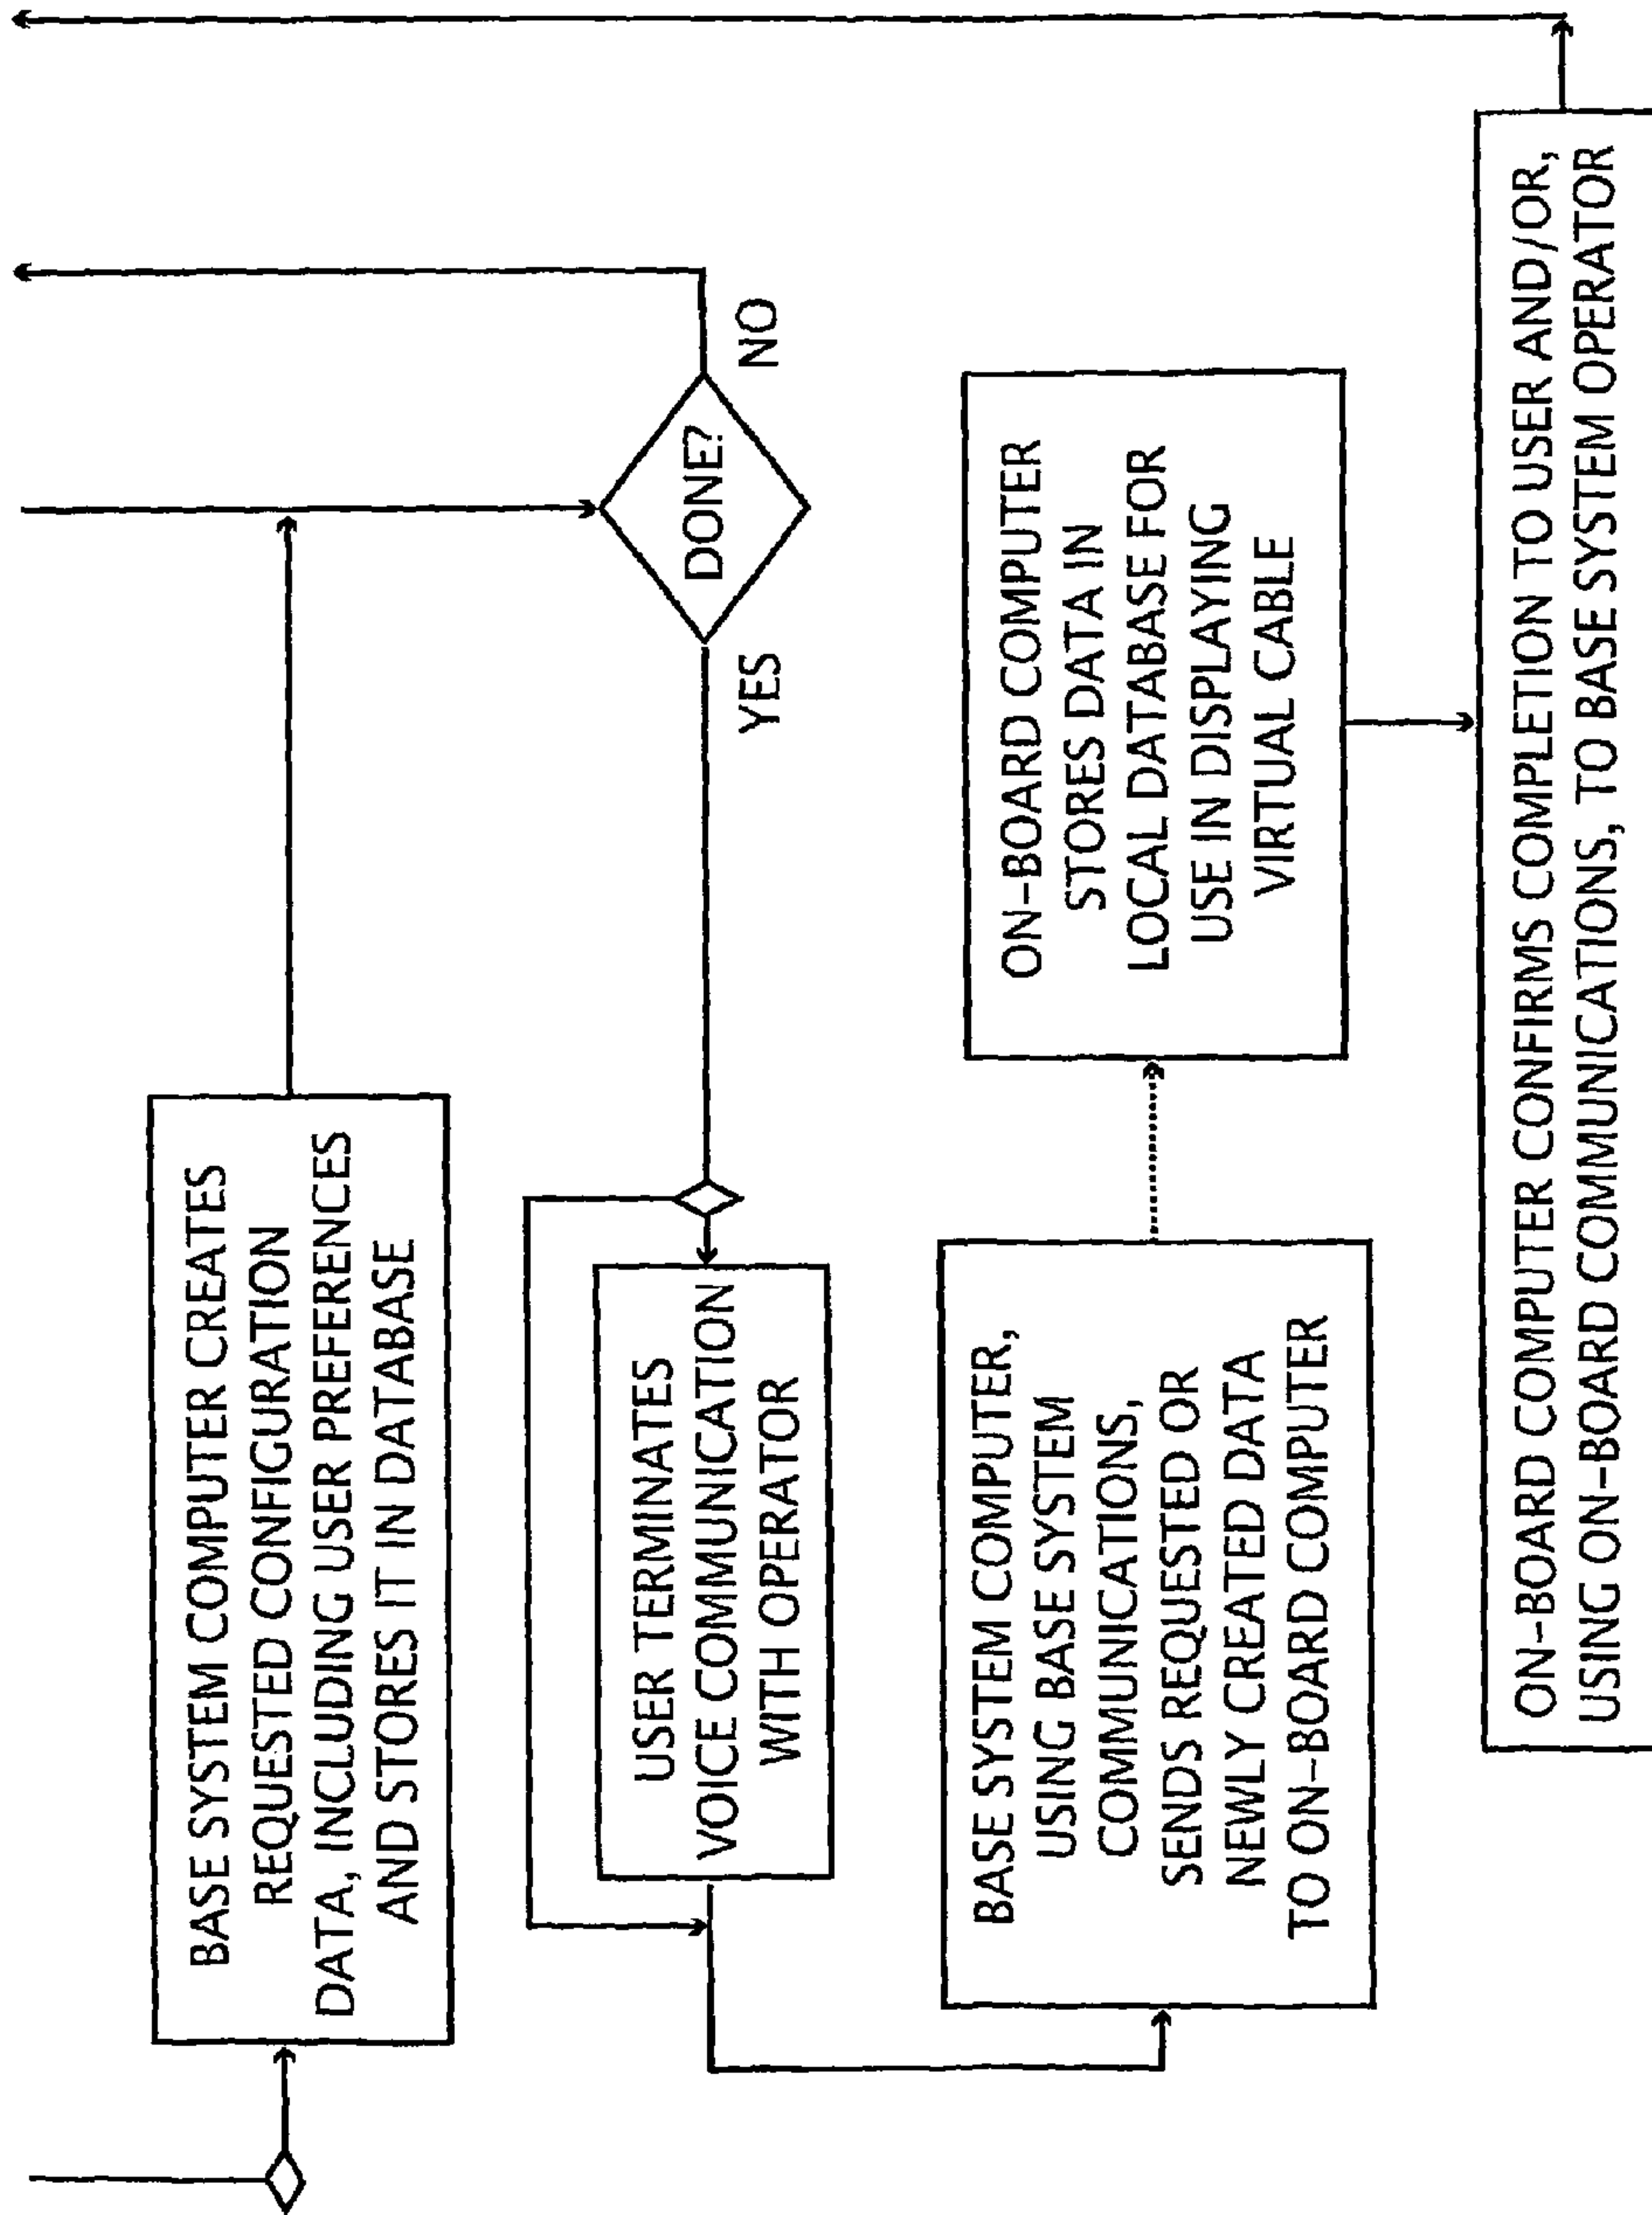 BASE SYSTEM COMPUTER CREATES
REQUESTED CONFIGURATION
DATA, INCLUDING USER PREFERENCES
AND STORES IT IN DATABASE
DONE?
YES
NO
USER TERMINATES
VOICE COMMUNICATION
WITH OPERATOR
BASE SYSTEM COMPUTER,
USING BASE SYSTEM
COMMUNICATIONS,
SENDS REQUESTED OR
NEWLY CREATED DATA
TO ON-BOARD COMPUTER
ON-BOARD COMPUTER
STORES DATA IN
LOCAL DATABASE FOR
USE IN DISPLAYING
VIRTUAL CABLE
ON-BOARD COMPUTER CONFIRMS COMPLETION TO USER AND/OR,
USING ON-BOARD COMMUNICATIONS, TO BASE SYSTEM OPERATOR